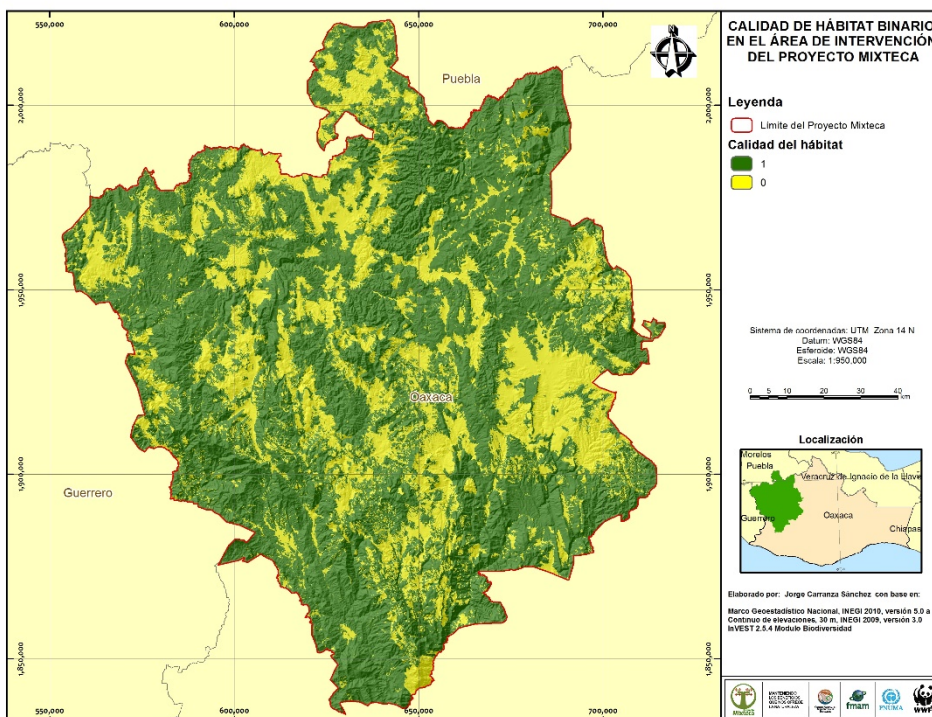 CALIDAD DE HÁBITAT BINARIO
EN EL ÁREA DE INTERVENCIÓN
DEL PROYECTO MIXTECA
Leyenda
Límite del Proyecto Mixteca
Calidad del hábitat
1
0
Sistema de coordenadas: UTM Zona 14 N
Datum: WGS84
Esferoide: WGS84
Escala: 1:950,000
0 5 10 20 30 40
km
Localización
Morelos
Puebla
Veracruz de Ignacio de la Llave
Oaxaca
Guerrero
Chiapas
Elaborado por: Jorge Carranza Sánchez con base en:
Marco Geoestadístico Nacional, INEGI 2010, versión 5.0 a
Continuo de elevaciones, 30 m, INEGI 2009, versión 3.0
InVEST 2.5.4 Modulo Biodiversidad
Mixteca
fmam
PNUMA
WWF
550,000 600,000 650,000 700,000
2,000,000 2,000,000
1,950,000 1,950,000
1,900,000 1,900,000
1,850,000 1,850,000
550,000 600,000 650,000 700,000
Puebla
Oaxaca
Guerrero